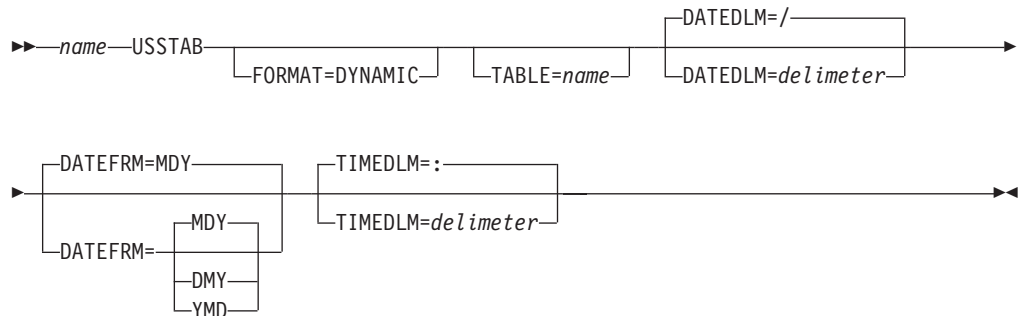 DATEDLM=/
name USSTAB
FORMAT=DYNAMIC TABLE=name DATEDLM=delimeter
DATEFRM=MDY TIMEDLM=:
MDY TIMEDLM=delimeter
DATEFRM=
DMY
YMD